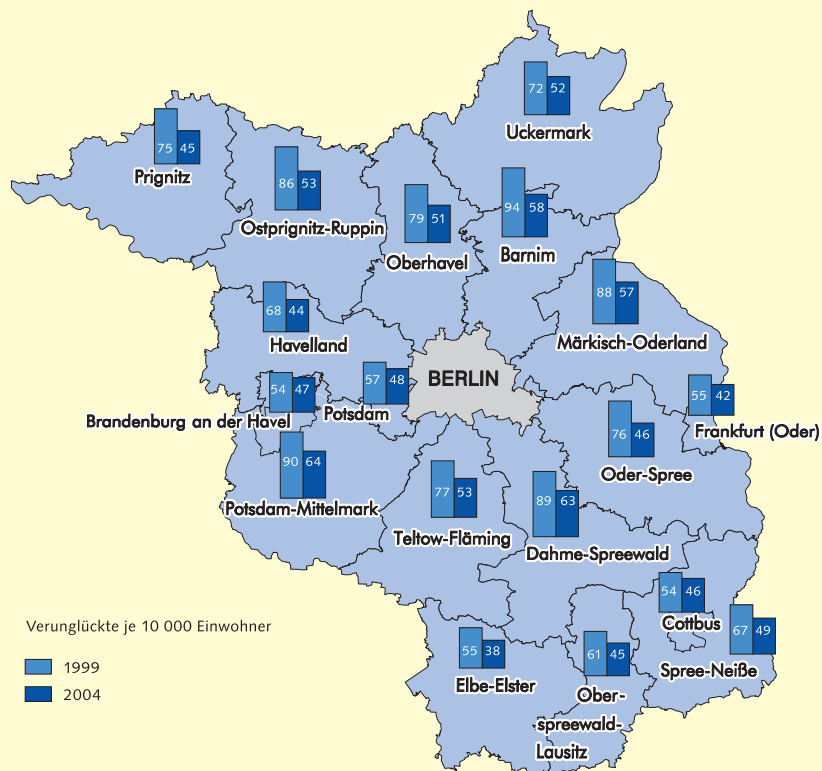 72 52
Uckermark
75 45
Prignitz
86 53
Ostprignitz-Ruppin
79 51
Oberhavel
94 58
Barnim
88 57
Märkisch-Oderland
68 44
Havelland
BERLIN
57 48
Potsdam
54 47
Brandenburg an der Havel
55 42
Frankfurt (Oder)
76 46
Oder-Spree
90 64
Potsdam-Mittelmark
77 53
Teltow-Fläming
89 63
Dahme-Spreewald
54 46
Cottbus
67 49
Spree-Neiße
55 38
Elbe-Elster
61 45
Ober-
spreewald-
Lausitz
Verunglückte je 10 000 Einwohner
1999
2004